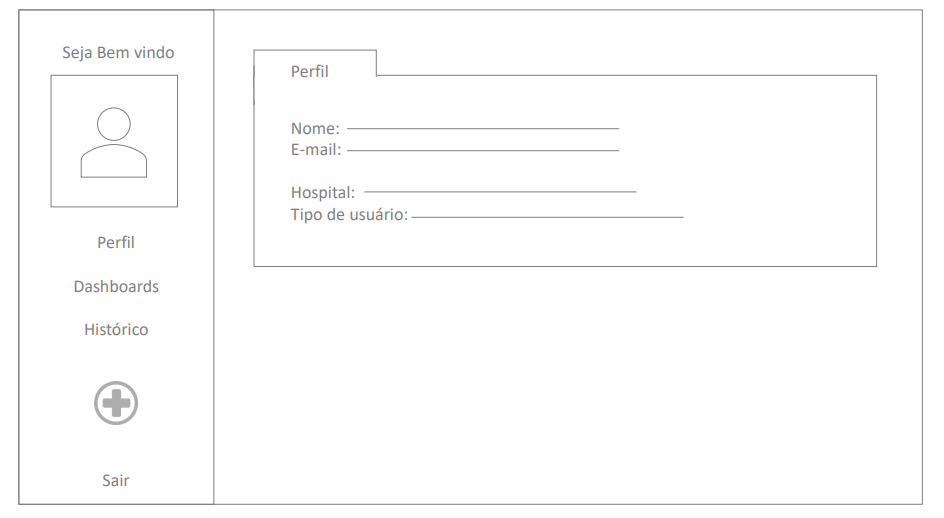 Seja Bem vindo
Perfil
Dashboards
Histórico
Sair
Perfil
Nome:
E-mail:
Hospital:
Tipo de usuário: